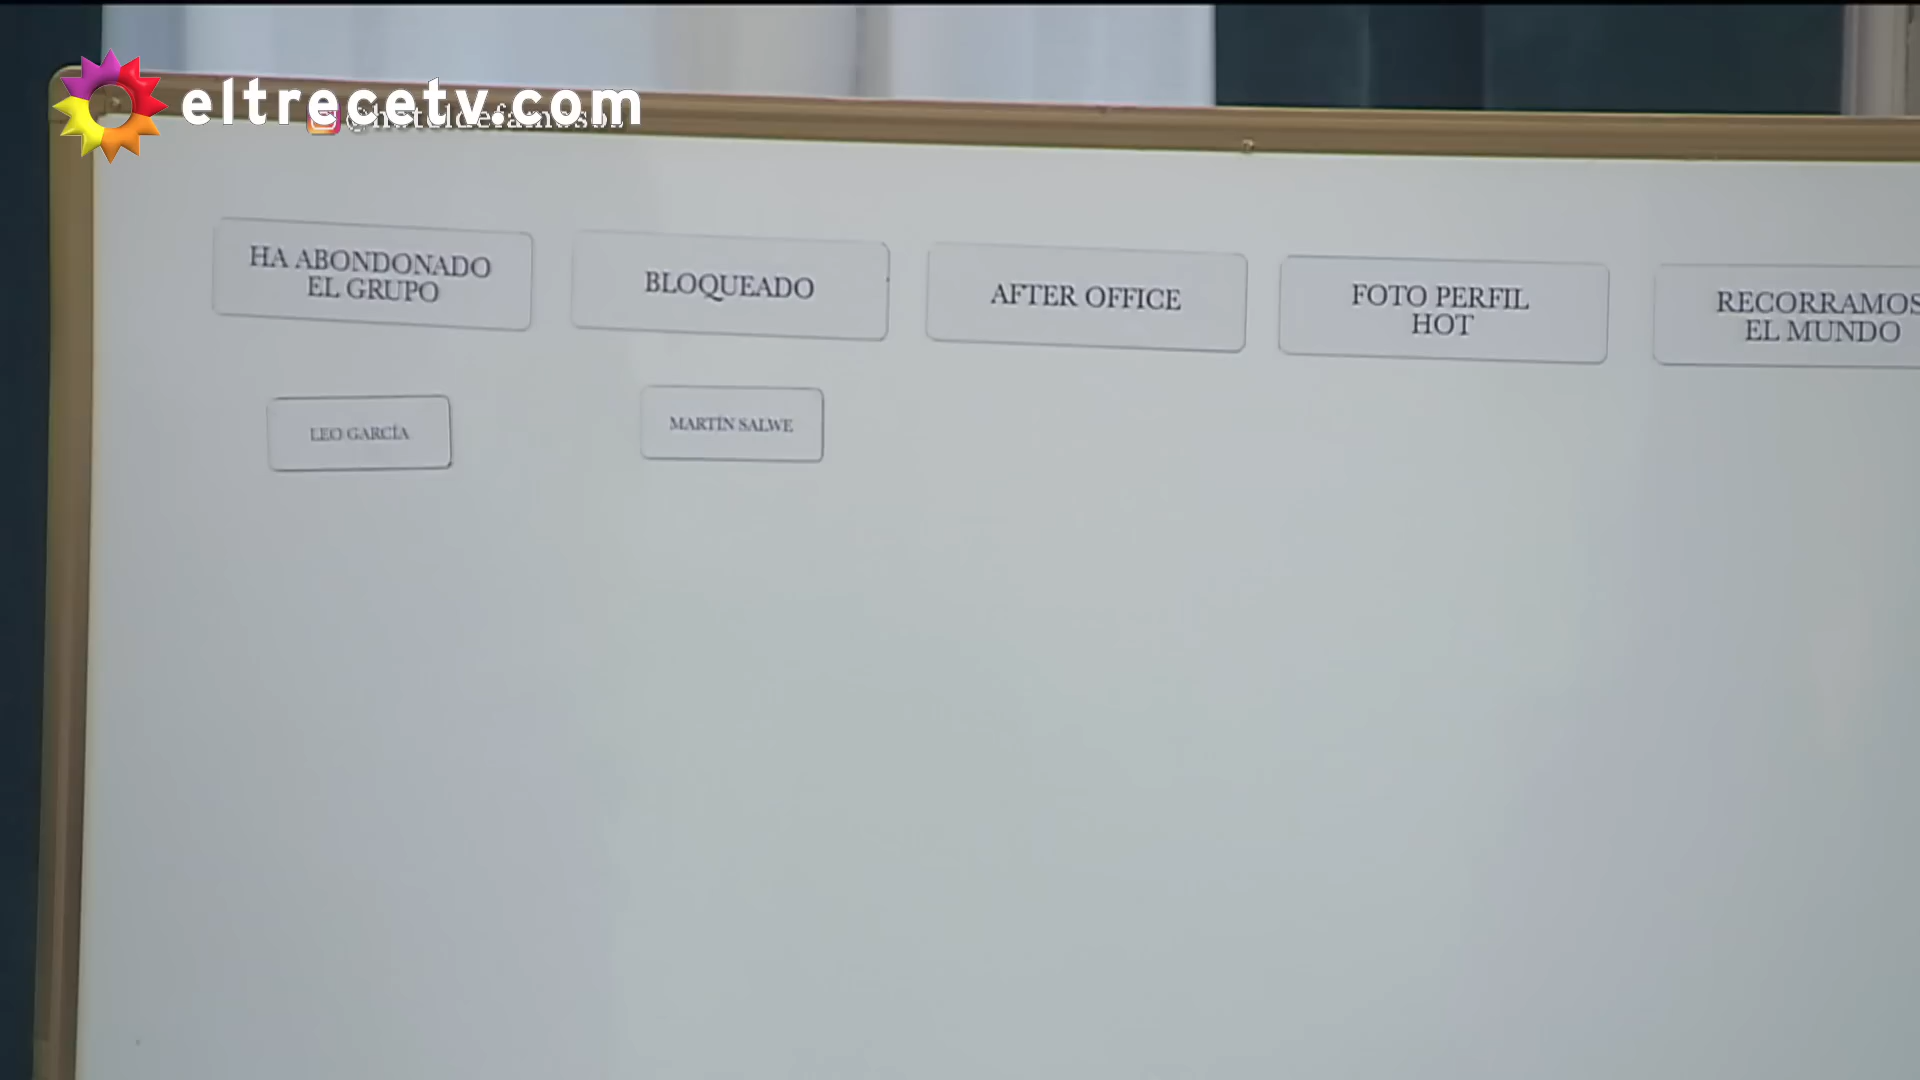 eltrecetv.com
HA ABONDONADO
EL GRUPO
BLOQUEADO
AFTER OFFICE
FOTO PERFIL
HOT
RECORRAMOS
EL MUNDO
LEO GARCÍA
MARTÍN SALWE